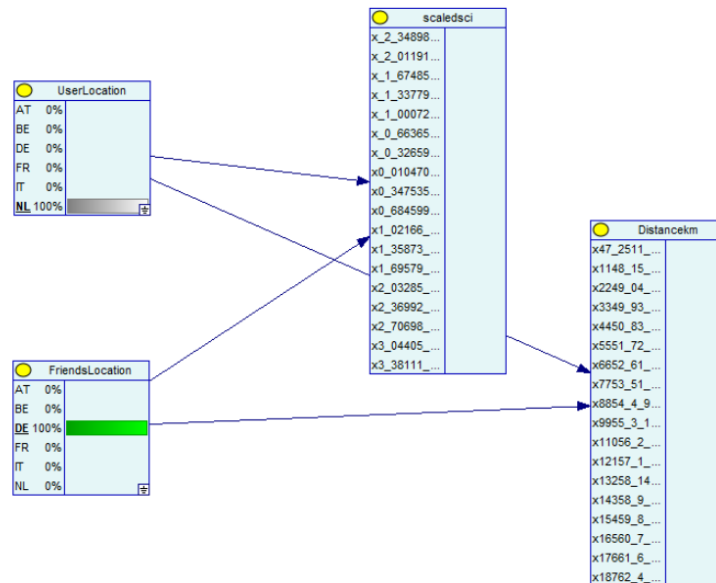 scaledsci
x_2_34898...
x_2_01191...
x_1_67485...
x_1_33779...
x_1_00072...
x_0_66365...
x_0_32659...
x0_010470...
x0_347535...
x0_684599...
x1_02166_...
x1_35873_...
x1_69579_...
x2_03285_...
x2_36992_...
x2_70698_...
x3_04405_...
x3_38111_...
UserLocation
AT 0%
BE 0%
DE 0%
FR 0%
IT 0%
NL 100%
Distancekm
x47_2511_...
x1148_15_...
x2249_04_...
x3349_93_...
x4450_83_...
x5551_72_...
x6652_61_...
x7753_51_...
x8854_4_9...
x9955_3_1...
x11056_2_...
x12157_1_...
x13258_14...
x14358_9_...
x15459_8_...
x16560_7_...
x17661_6_...
x18762_4_...
FriendsLocation
AT 0%
BE 0%
DE 100%
FR 0%
IT 0%
NL 0%